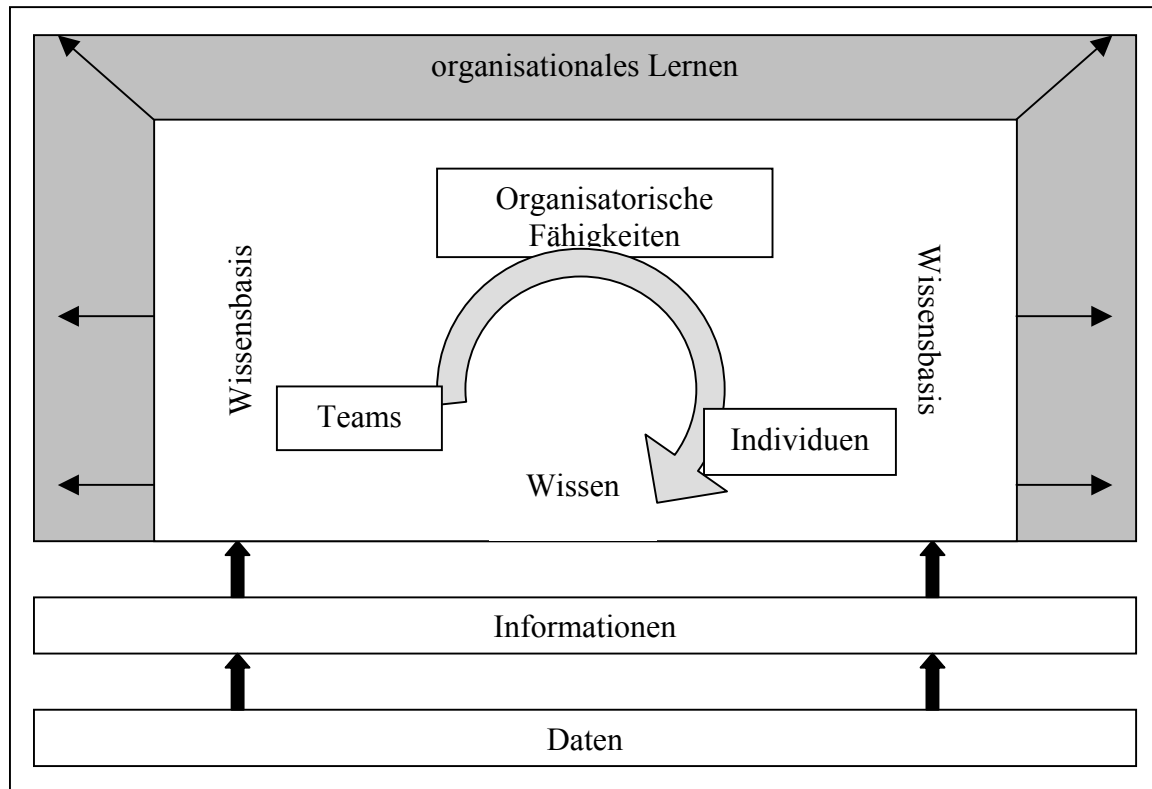 organisationales Lernen
Organisatorische
Fähigkeiten
Wissensbasis
Wissensbasis
Teams
Individuen
Wissen
Informationen
Daten